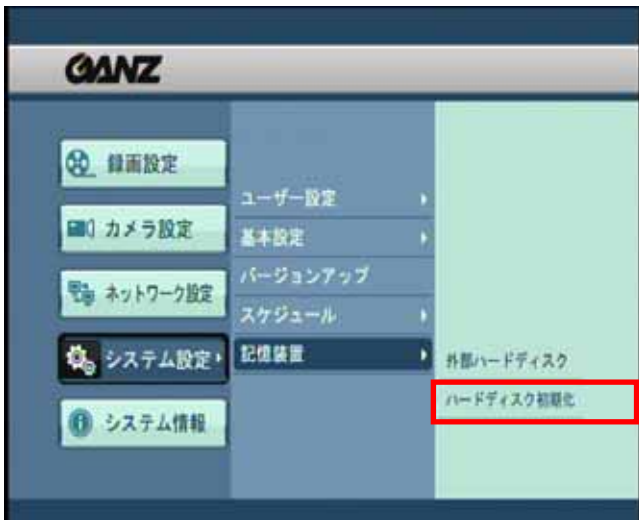 GANZ
録画設定
カメラ設定
ネットワーク設定
システム設定
システム情報
ユーザー設定
基本設定
バージョンアップ
スケジュール
記憶装置
外部ハードディスク
ハードディスク初期化